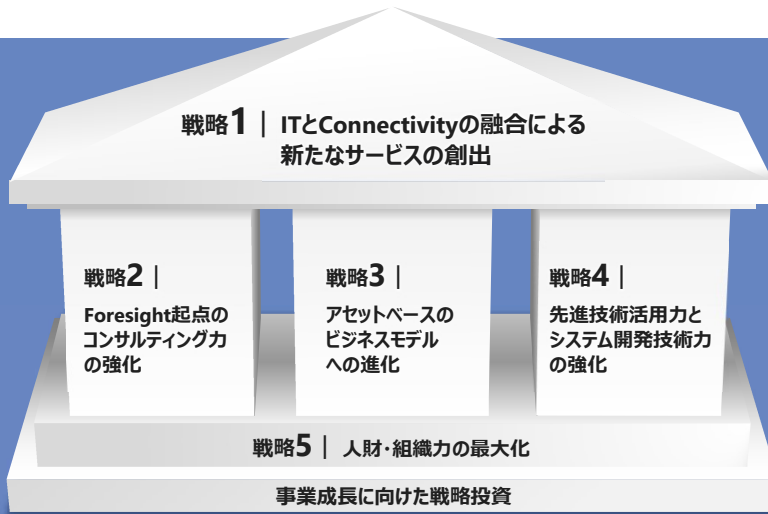 戦略1｜ITとConnectivityの融合による
新たなサービスの創出
戦略2｜
Foresight起点の
コンサルティング力
の強化
戦略3｜
アセットベースの
ビジネスモデル
への進化
戦略4｜
先進技術活用力と
システム開発技術力
の強化
戦略5｜人財・組織力の最大化
事業成長に向けた戦略投資